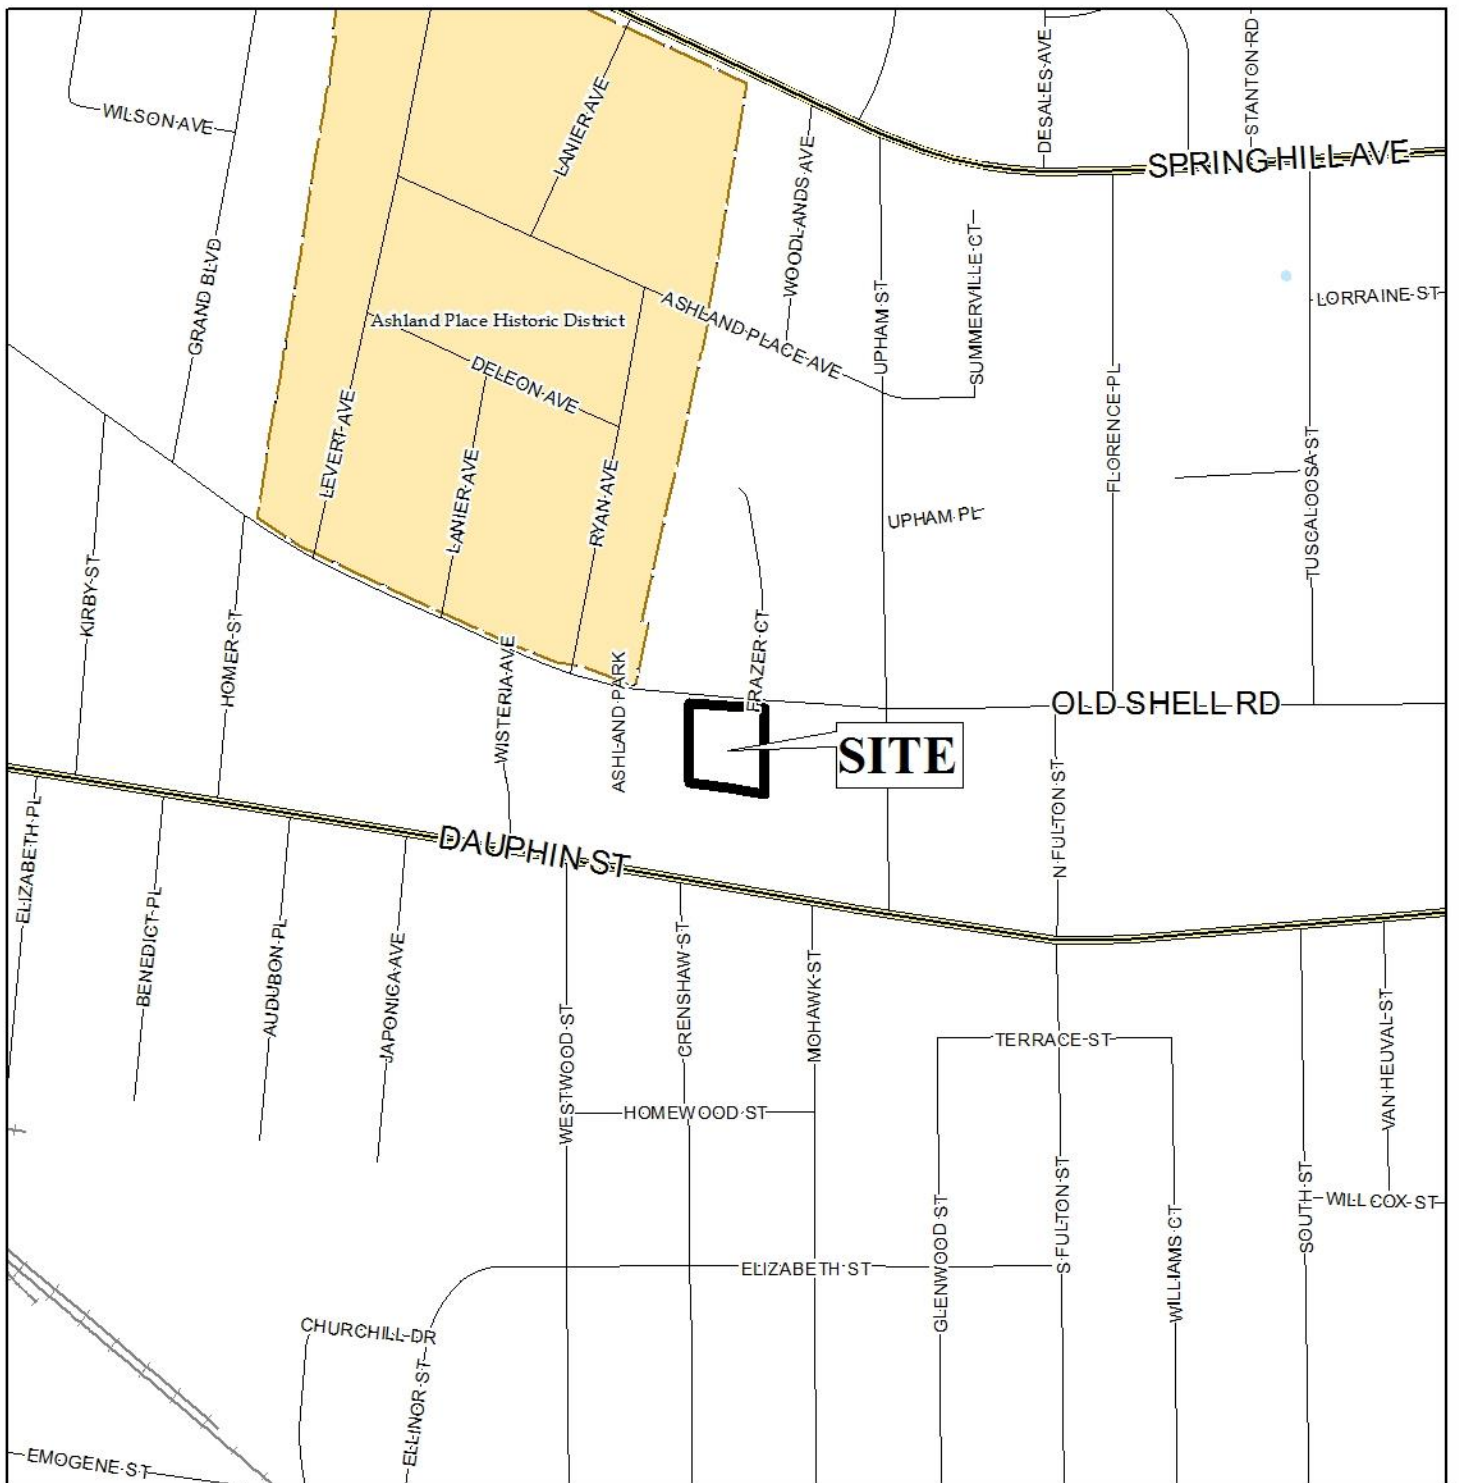 WILSON AVE
GRAND BLVD
LANIER AVE
WOODLANDS AVE
DESALES AVE
STANTON RD
SPRING HILL AVE
UPHAM ST
SUMMERVILLE CT
LORRAINE ST
Ashland Place Historic District
ASHLAND PLACE AVE
DELEON AVE
LEVERT AVE
LANIER AVE
RYAN AVE
FLORENCE PL
TUSCALOOSA ST
UPHAM PL
KIRBY ST
HOMER ST
WISTERIA AVE
ASHLAND PARK
FRAZER CT
OLD SHELL RD
SITE
N FULTON ST
DAUPHIN ST
ELIZABETH PL
BENEDICT PL
AUDUBON PL
JAPONICA AVE
WESTWOOD ST
CRENSHAW ST
MOHAWK ST
TERRACE ST
VAN HEUVAL ST
HOMEWOOD ST
GLENWOOD ST
S FULTON ST
WILLIAMS CT
SOUTH ST
WILLCOX ST
ELIZABETH ST
CHURCHILL DR
ELLINOR ST
EMOGENE ST